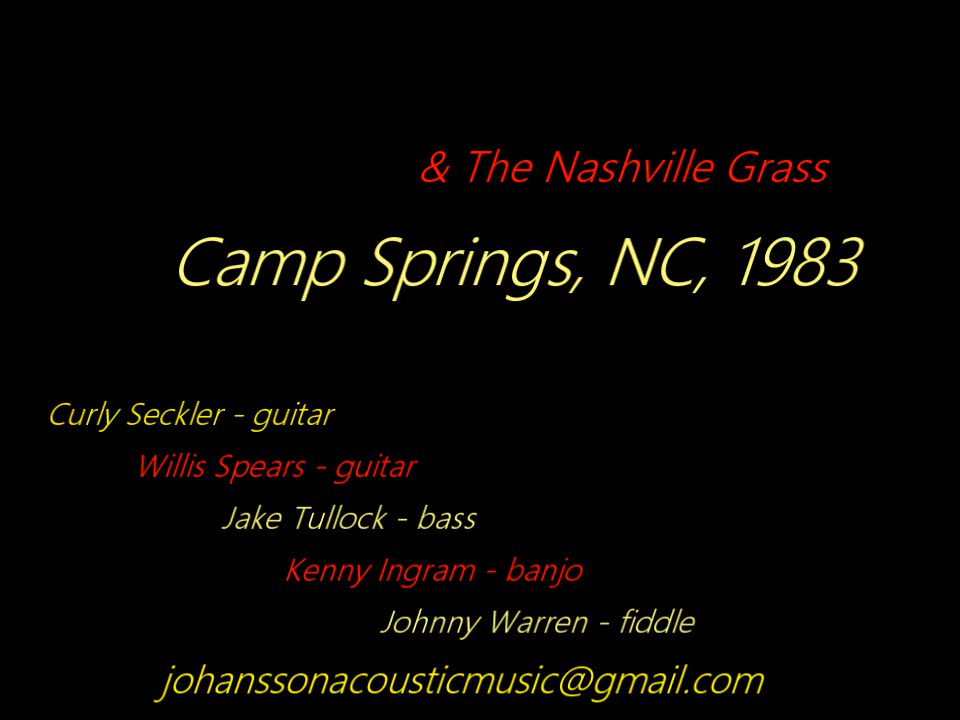 & The Nashville Grass
Camp Springs, NC, 1983
Curly Seckler - guitar
Willis Spears - guitar
Jake Tullock - bass
Kenny Ingram - banjo
Johnny Warren - fiddle
johanssonacousticmusic@gmail.com